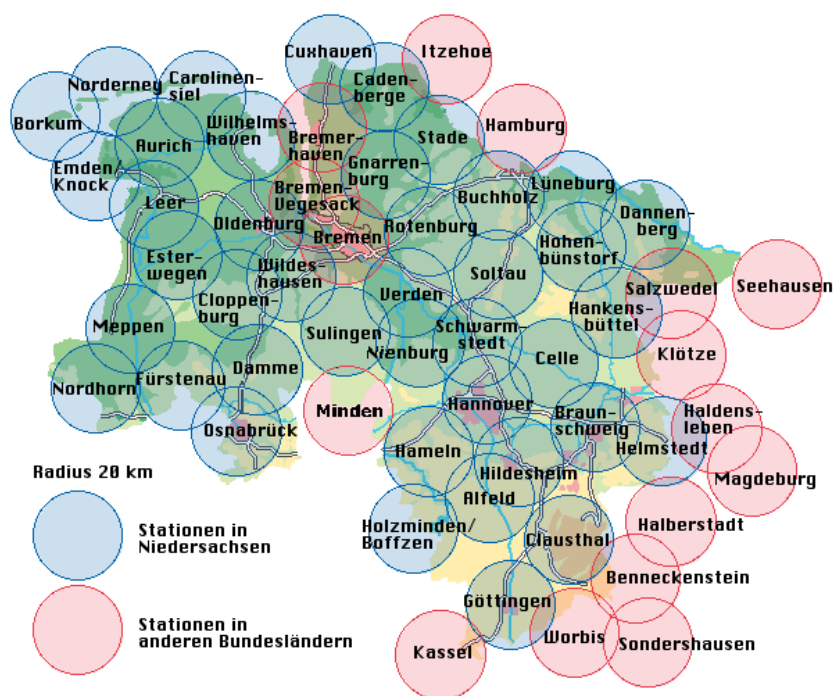 Cuxhaven
Itzehoe
Norderney
Carolinen-
siel
Caden-
berge
Borkum
Wilhelms-
haven
Aurich
Bremer-
haven
Stade
Hamburg
Emden/
Knock
Gnarren-
burg
Leer
Bremen-
Vegesack
Buchholz
Lüneburg
Oldenburg
Bremen
Rotenburg
Dannen-
berg
Ester-
wegen
Wildes-
hausen
Hohen-
bünstorf
Soltau
Salzwedel
Seehausen
Cloppen-
burg
Verden
Hankens-
büttel
Meppen
Sulingen
Nienburg
Schwarm-
stedt
Celle
Klötze
Nordhorn
Fürstenau
Damme
Minden
Hannover
Braun-
schweig
Haldens-
leben
Osnabrück
Hameln
Hildesheim
Helmstedt
Magdeburg
Radius 20 km
Alfeld
Stationen in
Niedersachsen
Holzminden/
Boffzen
Clausthal
Halberstadt
Benneckenstein
Göttingen
Stationen in
anderen Bundesländern
Kassel
Worbis
Sondershausen